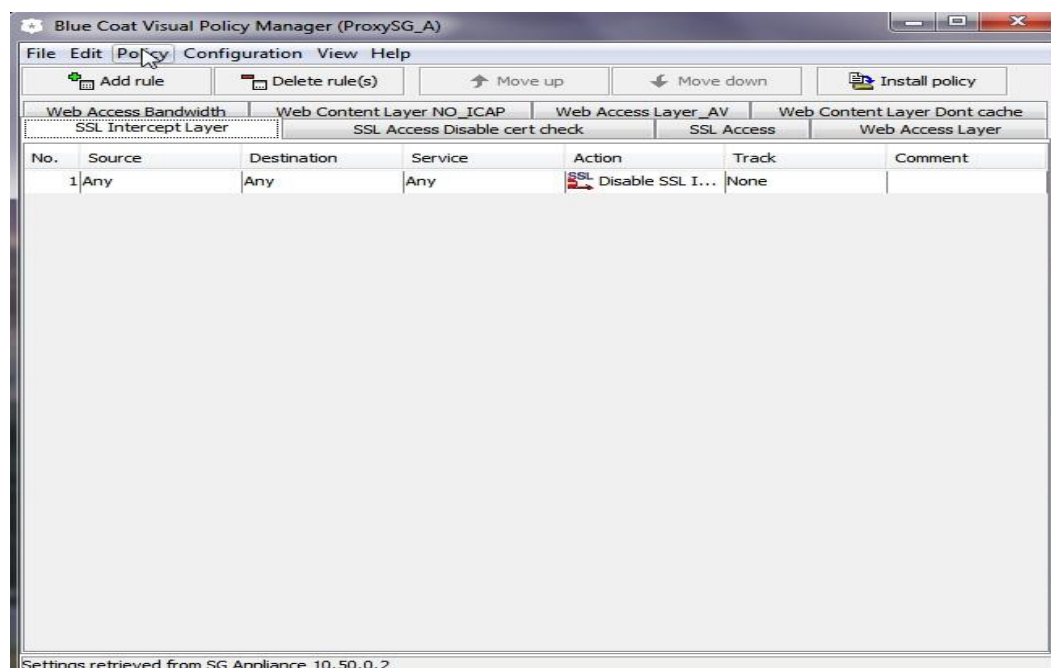 Blue Coat Visual Policy Manager (ProxySG_A)
File Edit Policy Configuration View Help
Add rule Delete rule(s) Move up Move down Install policy
Web Access Bandwidth Web Content Layer NO_ICAP Web Access Layer_AV Web Content Layer Dont cache
SSL Intercept Layer SSL Access Disable cert check SSL Access Web Access Layer
No. Source Destination Service Action Track Comment
1 Any Any Any SSL Disable SSL I... None
Settings retrieved from SG Appliance 10.50.0.2